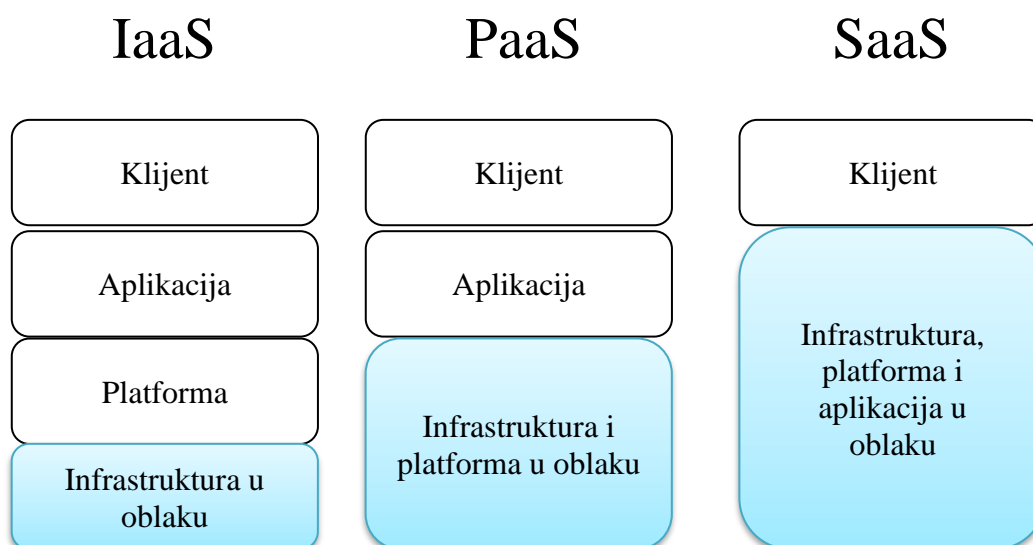 IaaS
PaaS
SaaS
Klijent
Aplikacija
Platforma
Infrastruktura u
oblaku
Klijent
Aplikacija
Infrastruktura i
platforma u oblaku
Klijent
Infrastruktura,
platforma i
aplikacija u
oblaku